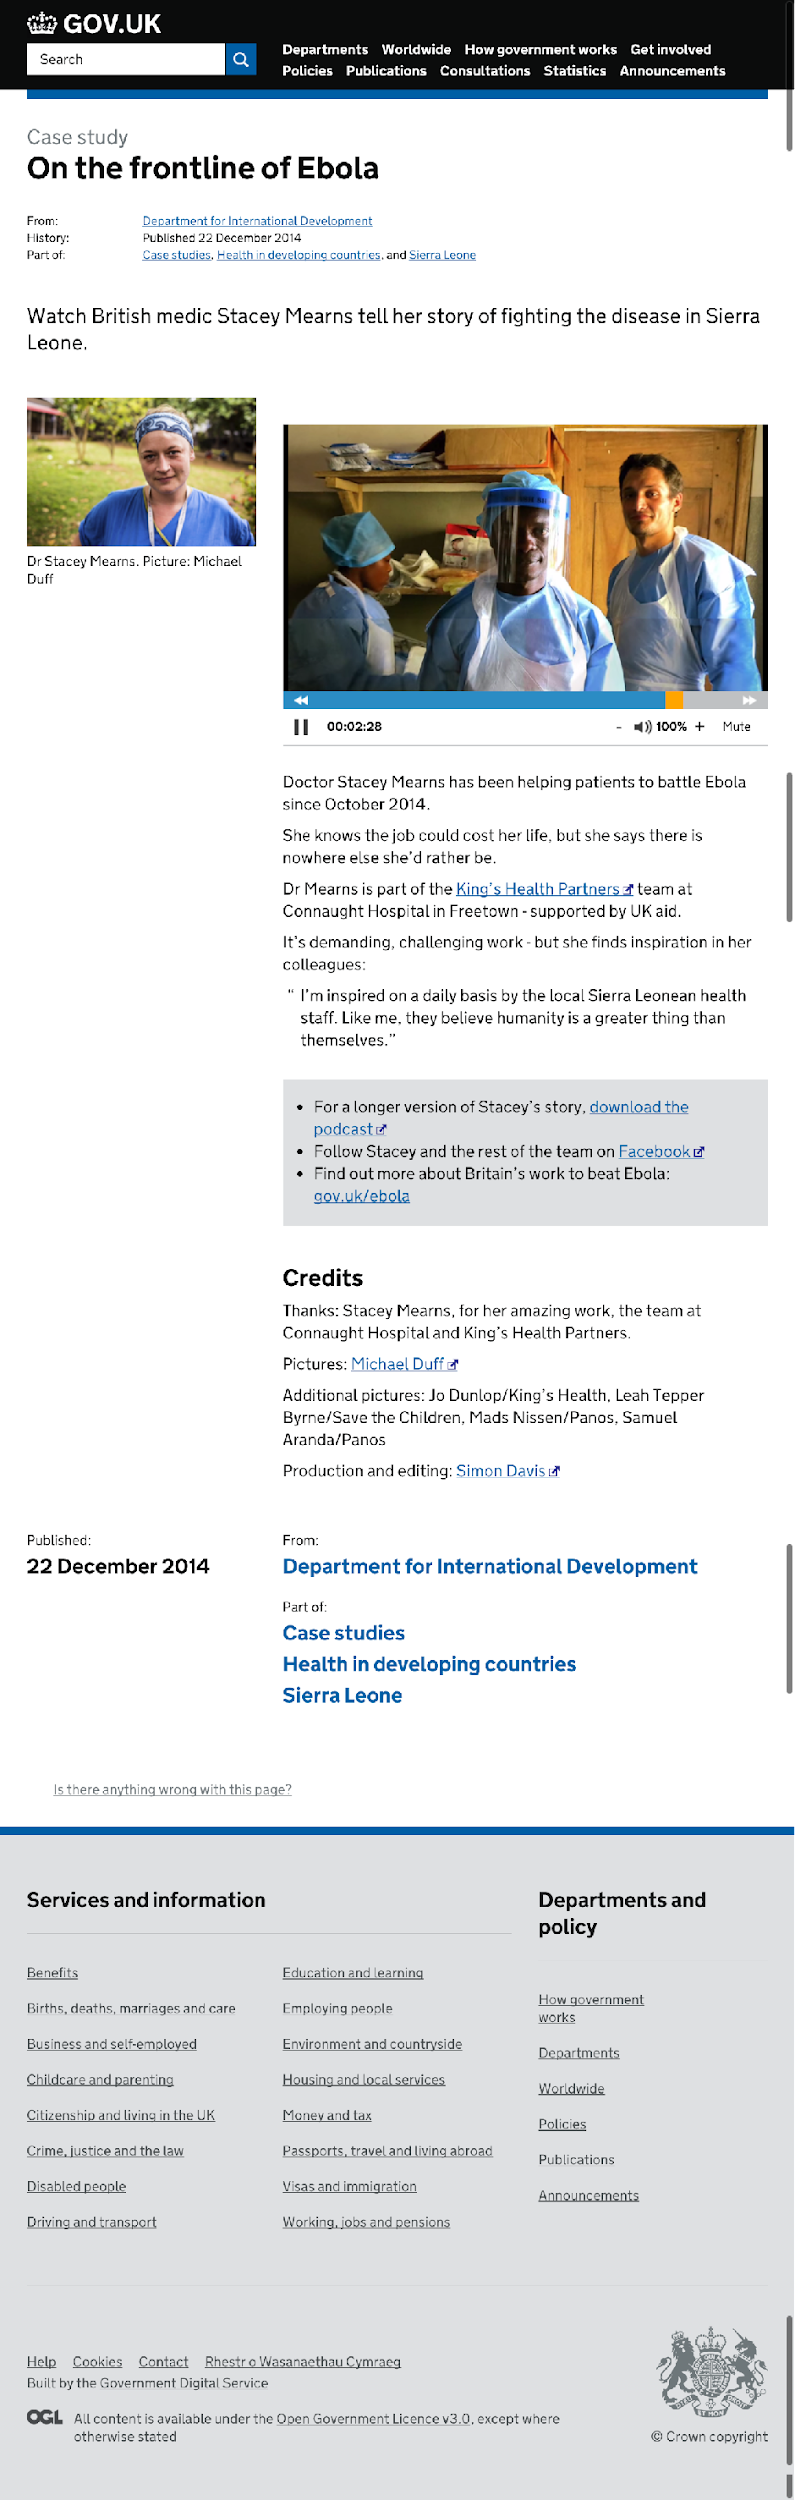 GOV.UK
Search
Departments Worldwide How government works Get involved
Policies Publications Consultations Statistics Announcements
Case study
On the frontline of Ebola
From: Department for International Development
History: Published 22 December 2014
Part of: Case studies, Health in developing countries, and Sierra Leone
Watch British medic Stacey Mearns tell her story of fighting the disease in Sierra
Leone.
Dr Stacey Mearns. Picture: Michael
Duff
00:02:28 - 100% + Mute
Doctor Stacey Mearns has been helping patients to battle Ebola
since October 2014.
She knows the job could cost her life, but she says there is
nowhere else she’d rather be.
Dr Mearns is part of the King’s Health Partners team at
Connaught Hospital in Freetown - supported by UK aid.
It’s demanding, challenging work - but she finds inspiration in her
colleagues:
“ I’m inspired on a daily basis by the local Sierra Leonean health
staff. Like me, they believe humanity is a greater thing than
themselves.”
• For a longer version of Stacey’s story, download the
podcast
• Follow Stacey and the rest of the team on Facebook
• Find out more about Britain’s work to beat Ebola:
gov.uk/ebola
Credits
Thanks: Stacey Mearns, for her amazing work, the team at
Connaught Hospital and King’s Health Partners.
Pictures: Michael Duff
Additional pictures: Jo Dunlop/King’s Health, Leah Tepper
Byrne/Save the Children, Mads Nissen/Panos, Samuel
Aranda/Panos
Production and editing: Simon Davis
Published:
22 December 2014
From:
Department for International Development
Part of:
Case studies
Health in developing countries
Sierra Leone
Is there anything wrong with this page?
Services and information
Benefits
Births, deaths, marriages and care
Business and self-employed
Childcare and parenting
Citizenship and living in the UK
Crime, justice and the law
Disabled people
Driving and transport
Education and learning
Employing people
Environment and countryside
Housing and local services
Money and tax
Passports, travel and living abroad
Visas and immigration
Working, jobs and pensions
Departments and
policy
How government
works
Departments
Worldwide
Policies
Publications
Announcements
Help Cookies Contact Rhestr o Wasanaethau Cymraeg
Built by the Government Digital Service
OGL All content is available under the Open Government Licence v3.0, except where
otherwise stated
© Crown copyright